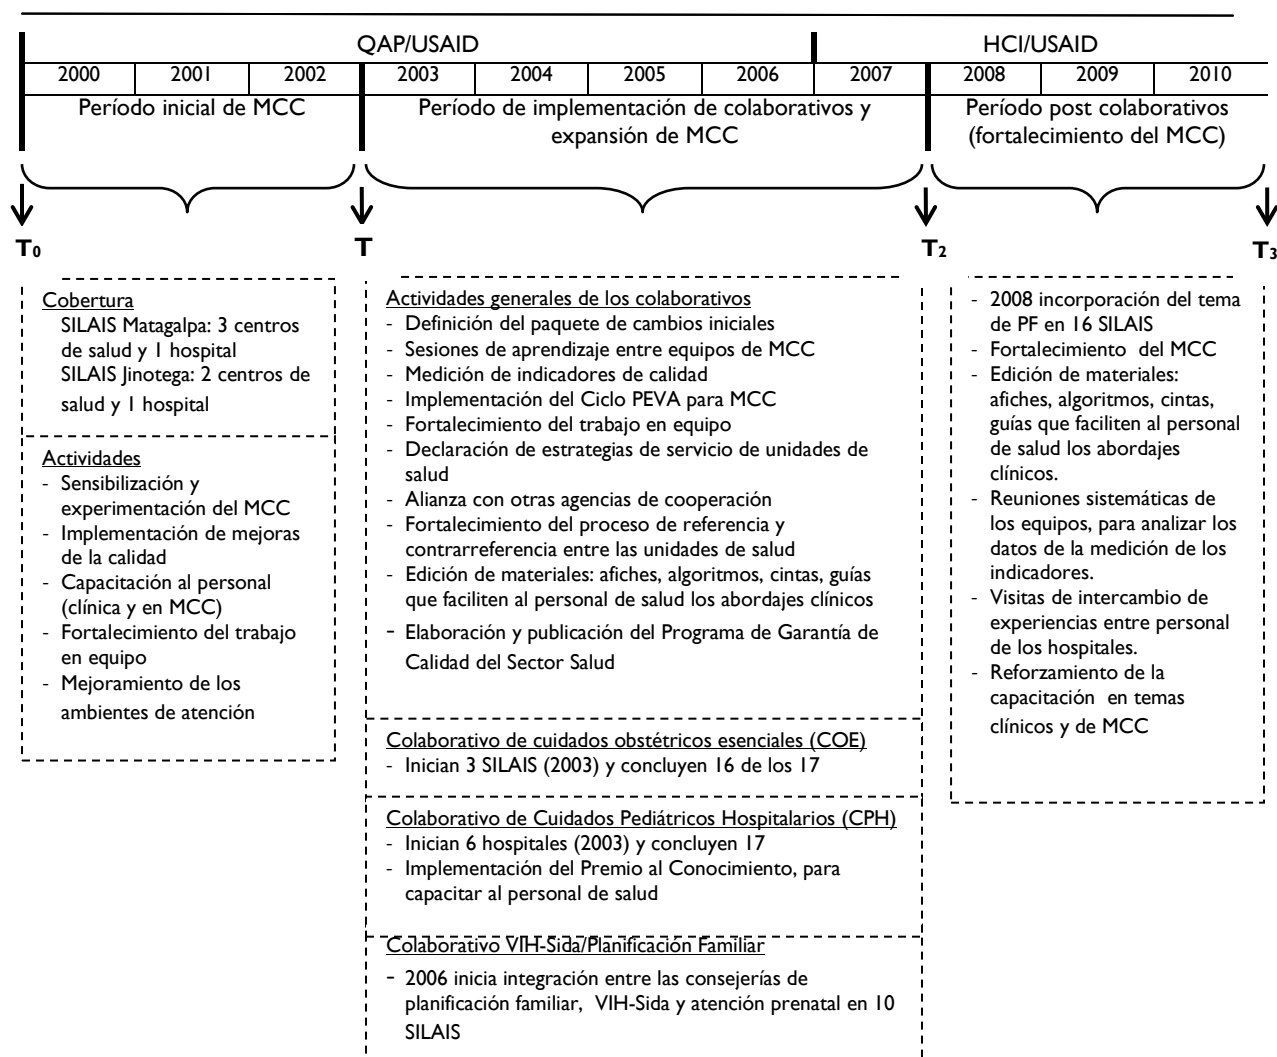 QAP/USAID HCI/USAID
2000 2001 2002 2003 2004 2005 2006 2007 2008 2009 2010
Período inicial de MCC
Período de implementación de colaborativos y
expansión de MCC
Período post colaborativos
(fortalecimiento del MCC)
T0 T T2 T3
Cobertura
SILAIS Matagalpa: 3 centros
de salud y 1 hospital
SILAIS Jinotega: 2 centros de
salud y 1 hospital
Actividades
- Sensibilización y
experimentación del MCC
- Implementación de mejoras
de la calidad
- Capacitación al personal
(clínica y en MCC)
- Fortalecimiento del trabajo
en equipo
- Mejoramiento de los
ambientes de atención
Actividades generales de los colaborativos
- Definición del paquete de cambios iniciales
- Sesiones de aprendizaje entre equipos de MCC
- Medición de indicadores de calidad
- Implementación del Ciclo PEVA para MCC
- Fortalecimiento del trabajo en equipo
- Declaración de estrategias de servicio de unidades de
salud
- Alianza con otras agencias de cooperación
- Fortalecimiento del proceso de referencia y
contrarreferencia entre las unidades de salud
- Edición de materiales: afiches, algoritmos, cintas, guías
que faciliten al personal de salud los abordajes clínicos
- Elaboración y publicación del Programa de Garantía de
Calidad del Sector Salud
Colaborativo de cuidados obstétricos esenciales (COE)
- Inician 3 SILAIS (2003) y concluyen 16 de los 17
Colaborativo de Cuidados Pediátricos Hospitalarios (CPH)
- Inician 6 hospitales (2003) y concluyen 17
- Implementación del Premio al Conocimiento, para
capacitar al personal de salud
Colaborativo VIH-Sida/Planificación Familiar
- 2006 inicia integración entre las consejerías de
planificación familiar, VIH-Sida y atención prenatal en 10
SILAIS
- 2008 incorporación del tema
de PF en 16 SILAIS
- Fortalecimiento del MCC
- Edición de materiales:
afiches, algoritmos, cintas,
guías que faciliten al personal
de salud los abordajes
clínicos.
- Reuniones sistemáticas de
los equipos, para analizar los
datos de la medición de los
indicadores.
- Visitas de intercambio de
experiencias entre personal
de los hospitales.
- Reforzamiento de la
capacitación en temas
clínicos y de MCC